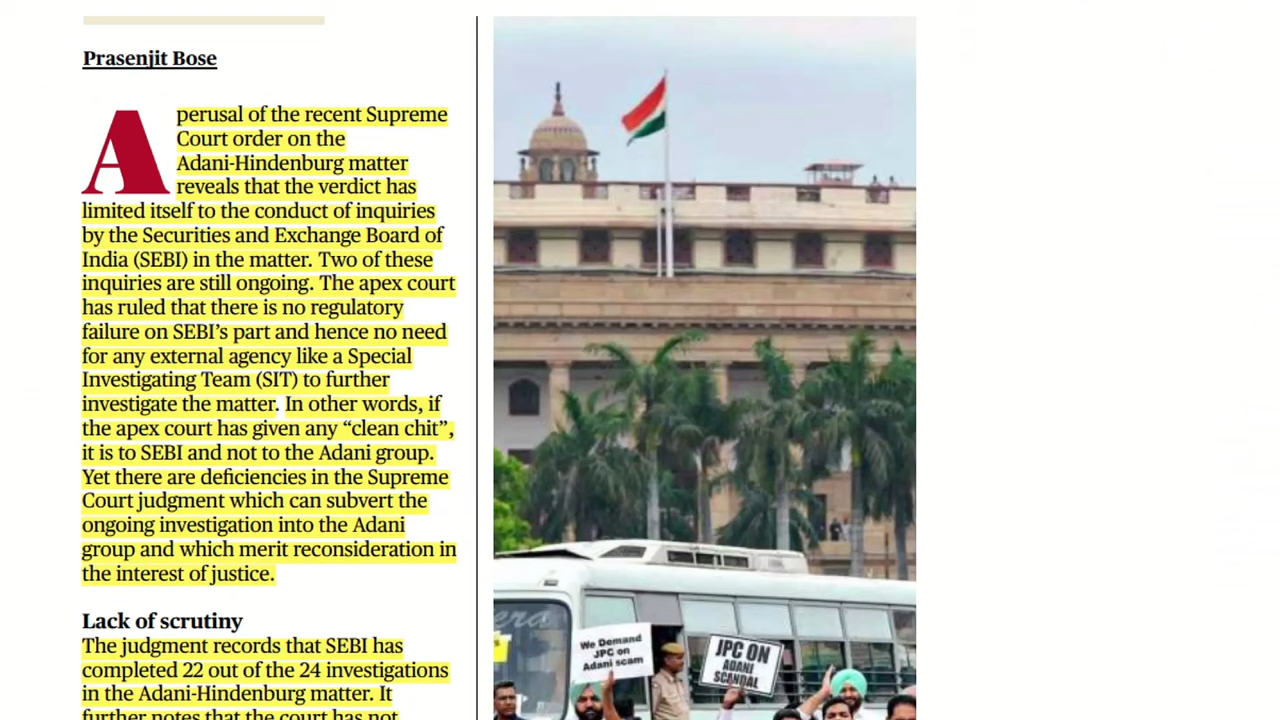 Prasenjit Bose
A perusal of the recent Supreme
Court order on the
Adani-Hindenburg matter
reveals that the verdict has
limited itself to the conduct of inquiries
by the Securities and Exchange Board of
India (SEBI) in the matter. Two of these
inquiries are still ongoing. The apex court
has ruled that there is no regulatory
failure on SEBI’s part and hence no need
for any external agency like a Special
Investigating Team (SIT) to further
investigate the matter. In other words, if
the apex court has given any “clean chit”,
it is to SEBI and not to the Adani group.
Yet there are deficiencies in the Supreme
Court judgment which can subvert the
ongoing investigation into the Adani
group and which merit reconsideration in
the interest of justice.
Lack of scrutiny
The judgment records that SEBI has
completed 22 out of the 24 investigations
in the Adani-Hindenburg matter. It
further notes that the court has not
We Demand
JPC on
Adani scam
JPC ON
ADANI
SCANDAL